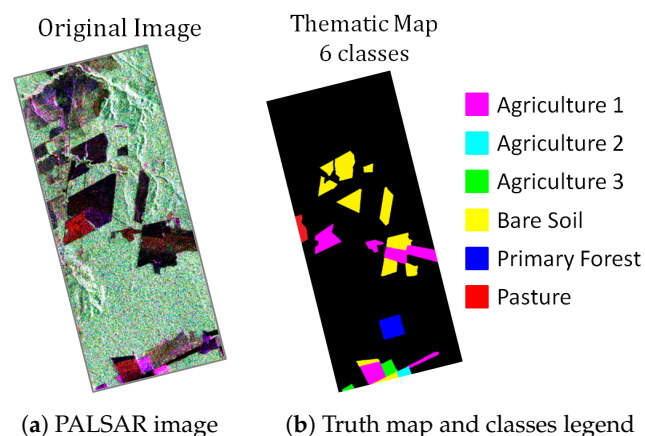 Original Image
Thematic Map
6 classes
Agriculture 1
Agriculture 2
Agriculture 3
Bare Soil
Primary Forest
Pasture
(a) PALSAR image
(b) Truth map and classes legend